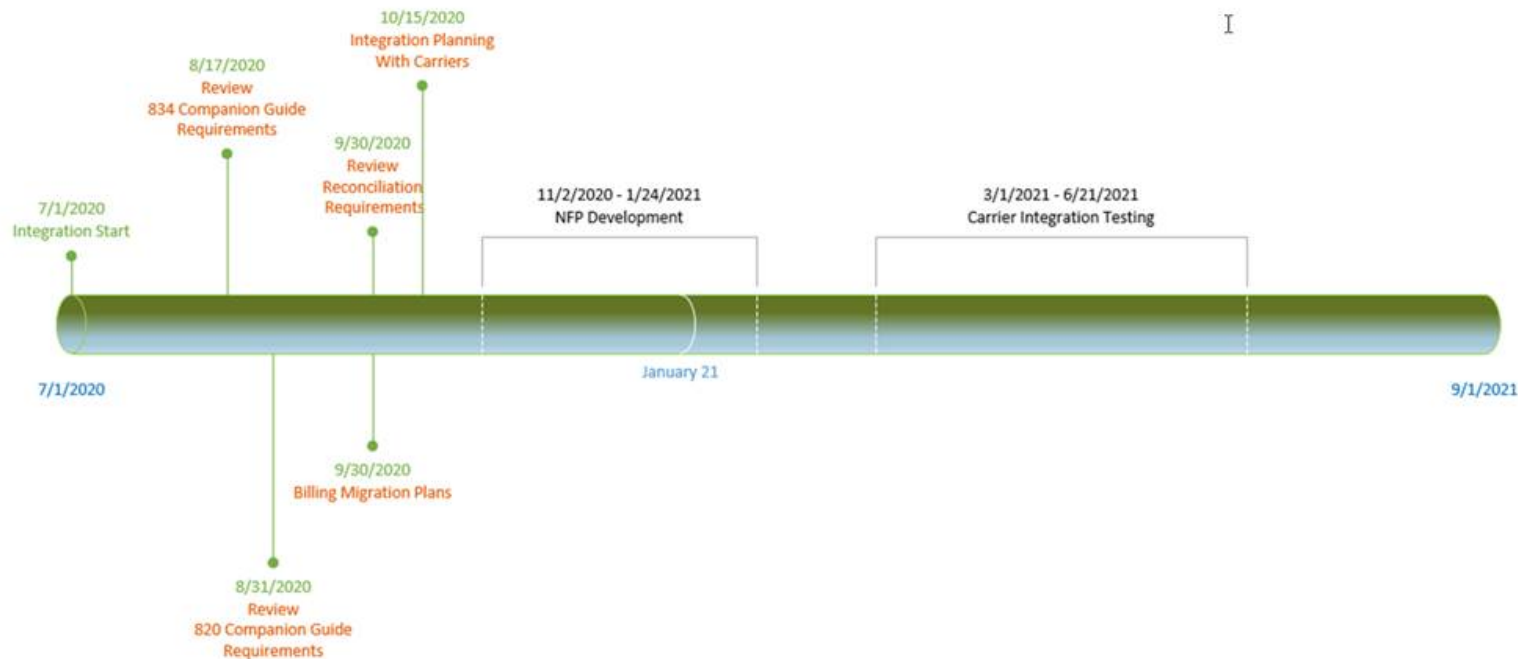 10/15/2020
Integration Planning
With Carriers
8/17/2020
Review
834 Companion Guide
Requirements
9/30/2020
Review
Reconciliation
Requirements
7/1/2020
Integration Start
11/2/2020 - 1/24/2021
NFP Development
3/1/2021 - 6/21/2021
Carrier Integration Testing
January 21
7/1/2020
9/1/2021
9/30/2020
Billing Migration Plans
8/31/2020
Review
820 Companion Guide
Requirements